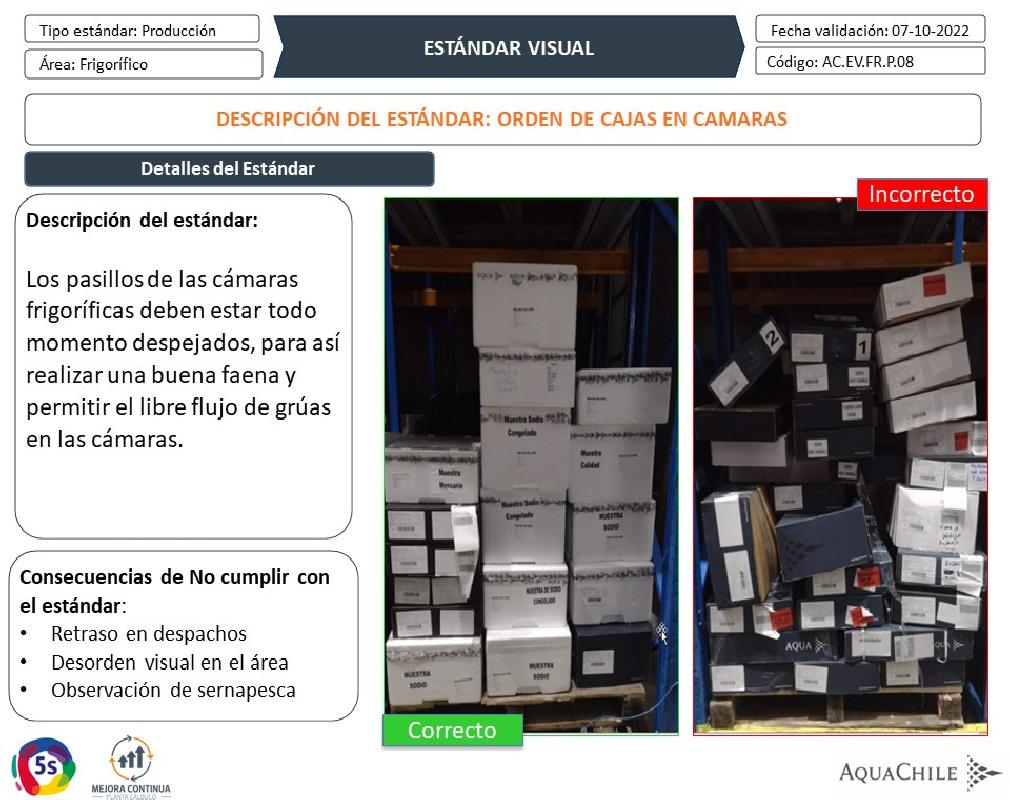 Tipo estándar: Producción
Área: Frigorífico
ESTÁNDAR VISUAL
Fecha validación: 07-10-2022
Código: AC.EV.FR.P.08
DESCRIPCIÓN DEL ESTÁNDAR: ORDEN DE CAJAS EN CAMARAS
Detalles del Estándar
Descripción del estándar:
Los pasillos de las cámaras
frigoríficas deben estar todo
momento despejados, para así
realizar una buena faena y
permitir el libre flujo de grúas
en las cámaras.
Consecuencias de No cumplir con
el estándar:
• Retraso en despachos
• Desorden visual en el área
• Observación de sernapesca
AQUA
Muestra Sodio
Congelado
Muestra
Mercurio
Muestra
Calidad
Muestra Sodio
Congelado
MUESTRA
SODIO
MUESTRA DE SODIO
CONGELADO
MUESTRA
SODIO
MUESTRA
SODIO
Correcto
Incorrecto
2
1
AQUA
AQUA
5s
MEJORA CONTINUA
PLANTA CALBUCO
AQUACHILE